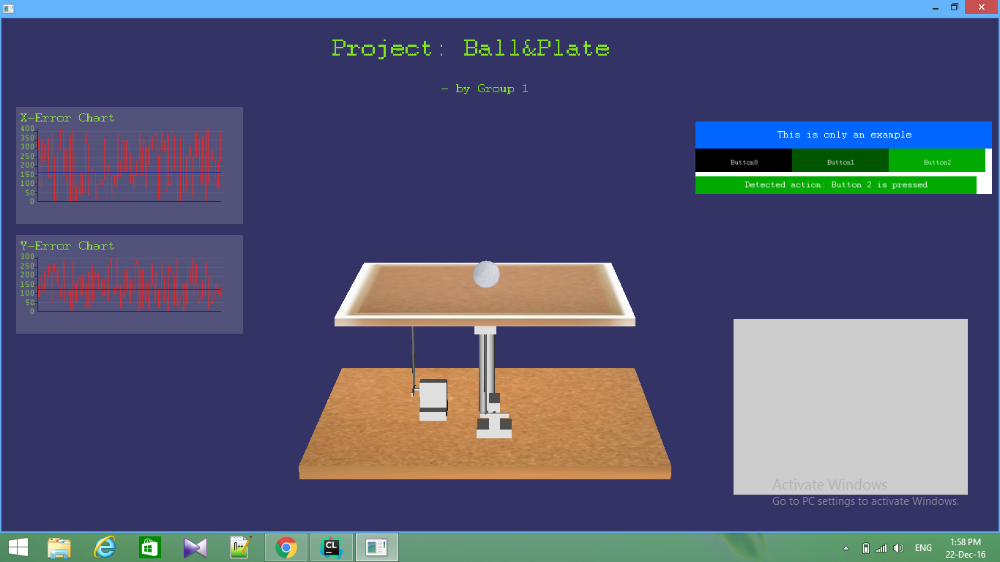 Project: Ball&Plate
- by Group 1
X-Error Chart
400
350
300
250
200
150
100
50
0
Y-Error Chart
300
250
200
150
100
50
0
This is only an example
Button0 Button1 Button2
Detected action: Button 2 is pressed
Activate Windows
Go to PC settings to activate Windows.
CL
ENG
1:58 PM
22-Dec-16